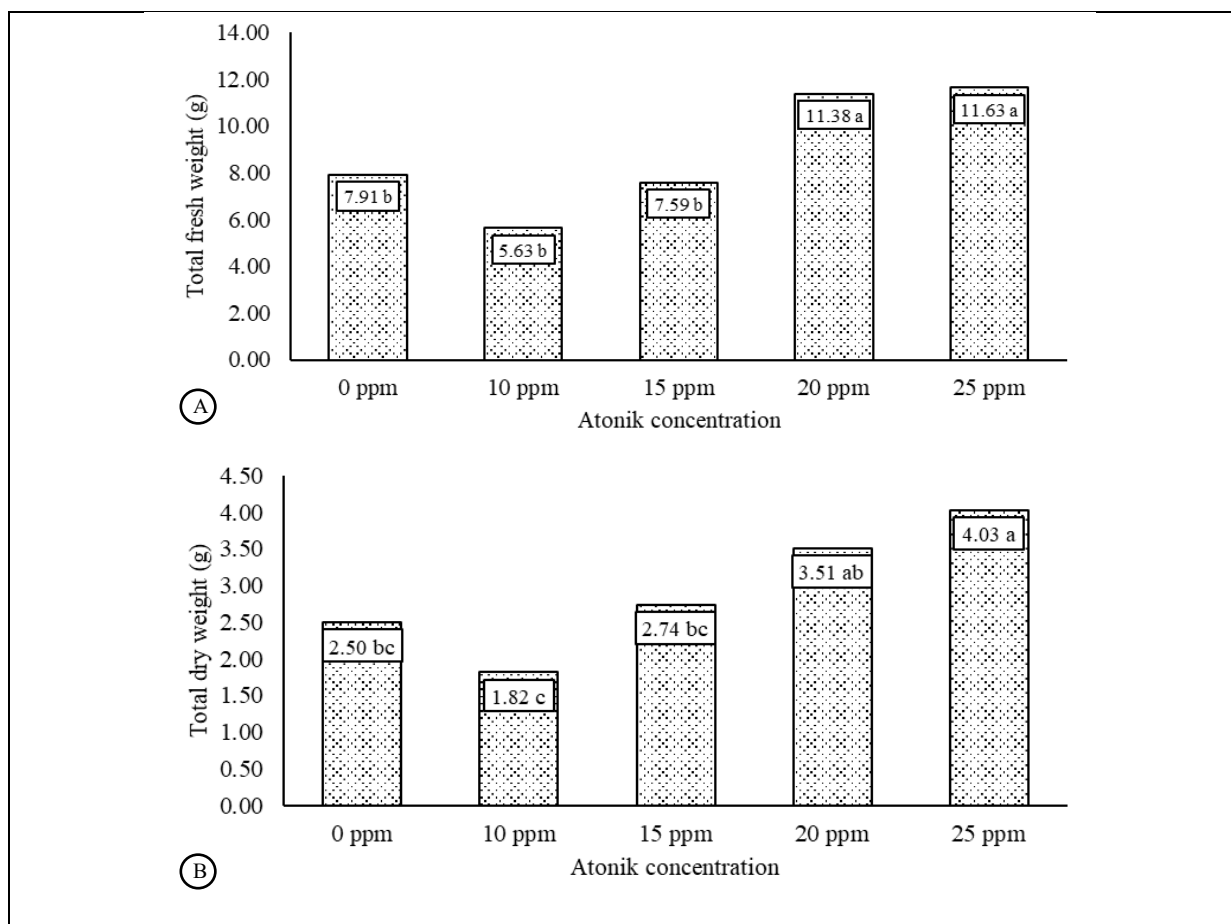 Total fresh weight (g)
14.00
12.00
10.00
8.00
6.00
4.00
2.00
0.00
7.91 b
5.63 b
7.59 b
11.38 a
11.63 a
0 ppm
10 ppm
15 ppm
20 ppm
25 ppm
Atonik concentration
A
Total dry weight (g)
4.50
4.00
3.50
3.00
2.50
2.00
1.50
1.00
0.50
0.00
2.50 bc
1.82 c
2.74 bc
3.51 ab
4.03 a
0 ppm
10 ppm
15 ppm
20 ppm
25 ppm
Atonik concentration
B